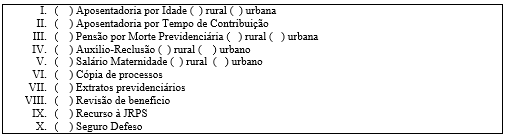 I. ( ) Aposentadoria por Idade ( ) rural ( ) urbana
II. ( ) Aposentadoria por Tempo de Contribuição
III. ( ) Pensão por Morte Previdenciária ( ) rural ( ) urbana
IV. ( ) Auxilio-Reclusão ( ) rural ( ) urbano
V. ( ) Salário Maternidade ( ) rural ( ) urbano
VI. ( ) Cópia de processos
VII. ( ) Extratos previdenciários
VIII. ( ) Revisão de benefício
IX. ( ) Recurso à JRPS
X. ( ) Seguro Defeso